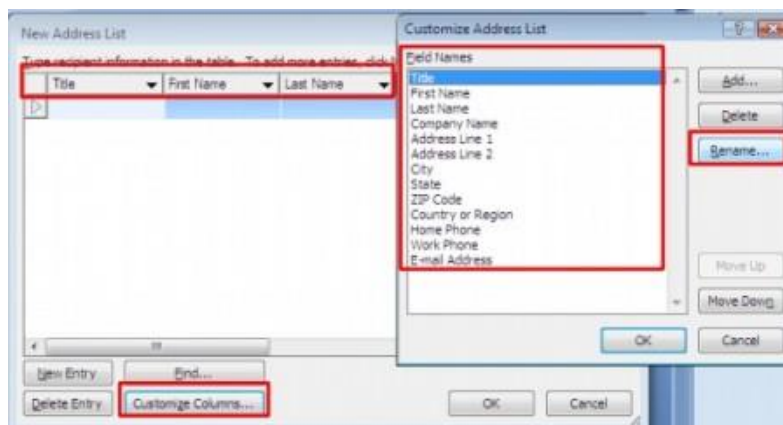 New Address List
Type recipient information in the table. To add more entries, click
Title
First Name
Last Name
New Entry
Find...
Delete Entry
Customize Columns...
OK
Cancel
Customize Address List
Field Names
Title
First Name
Last Name
Company Name
Address Line 1
Address Line 2
City
State
ZIP Code
Country or Region
Home Phone
Work Phone
E-mail Address
Add...
Delete
Rename...
Move Up
Move Down
OK
Cancel